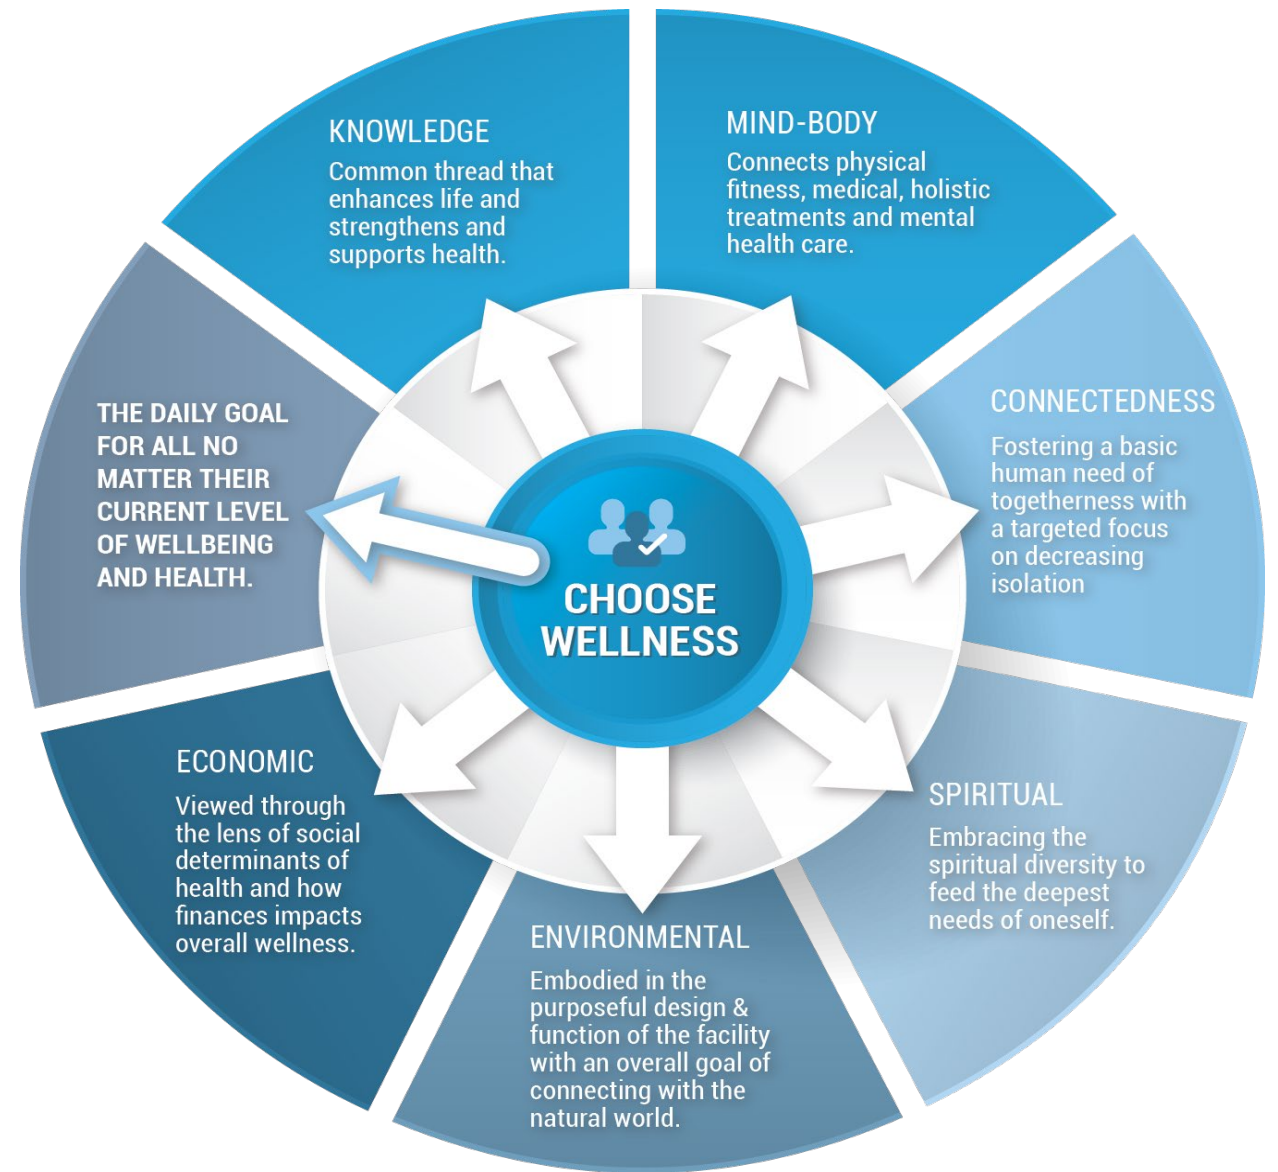 KNOWLEDGE
Common thread that
enhances life and
strengthens and
supports health.
MIND-BODY
Connects physical
fitness, medical, holistic
treatments and mental
health care.
CONNECTEDNESS
Fostering a basic
human need of
togetherness with
a targeted focus
on decreasing
isolation
SPIRITUAL
Embracing the
spiritual diversity to
feed the deepest
needs of oneself.
ENVIRONMENTAL
Embodied in the
purposeful design &
function of the facility
with an overall goal of
connecting with the
natural world.
ECONOMIC
Viewed through
the lens of social
determinants of
health and how
finances impacts
overall wellness.
THE DAILY GOAL
FOR ALL NO
MATTER THEIR
CURRENT LEVEL
OF WELLBEING
AND HEALTH.
CHOOSE
WELLNESS